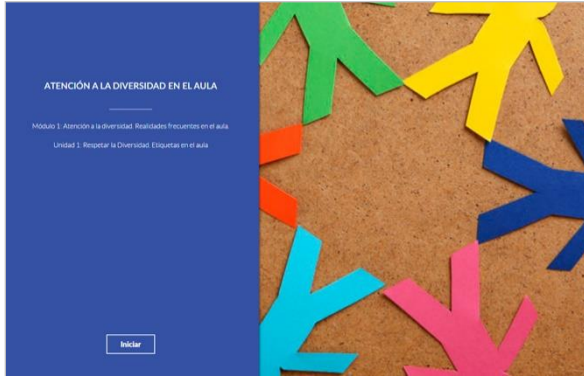 ATENCIÓN A LA DIVERSIDAD EN EL AULA
Módulo 1: Atención a la diversidad. Realidades frecuentes en el aula.
Unidad 1: Respetar la Diversidad. Etiquetas en el aula
Iniciar